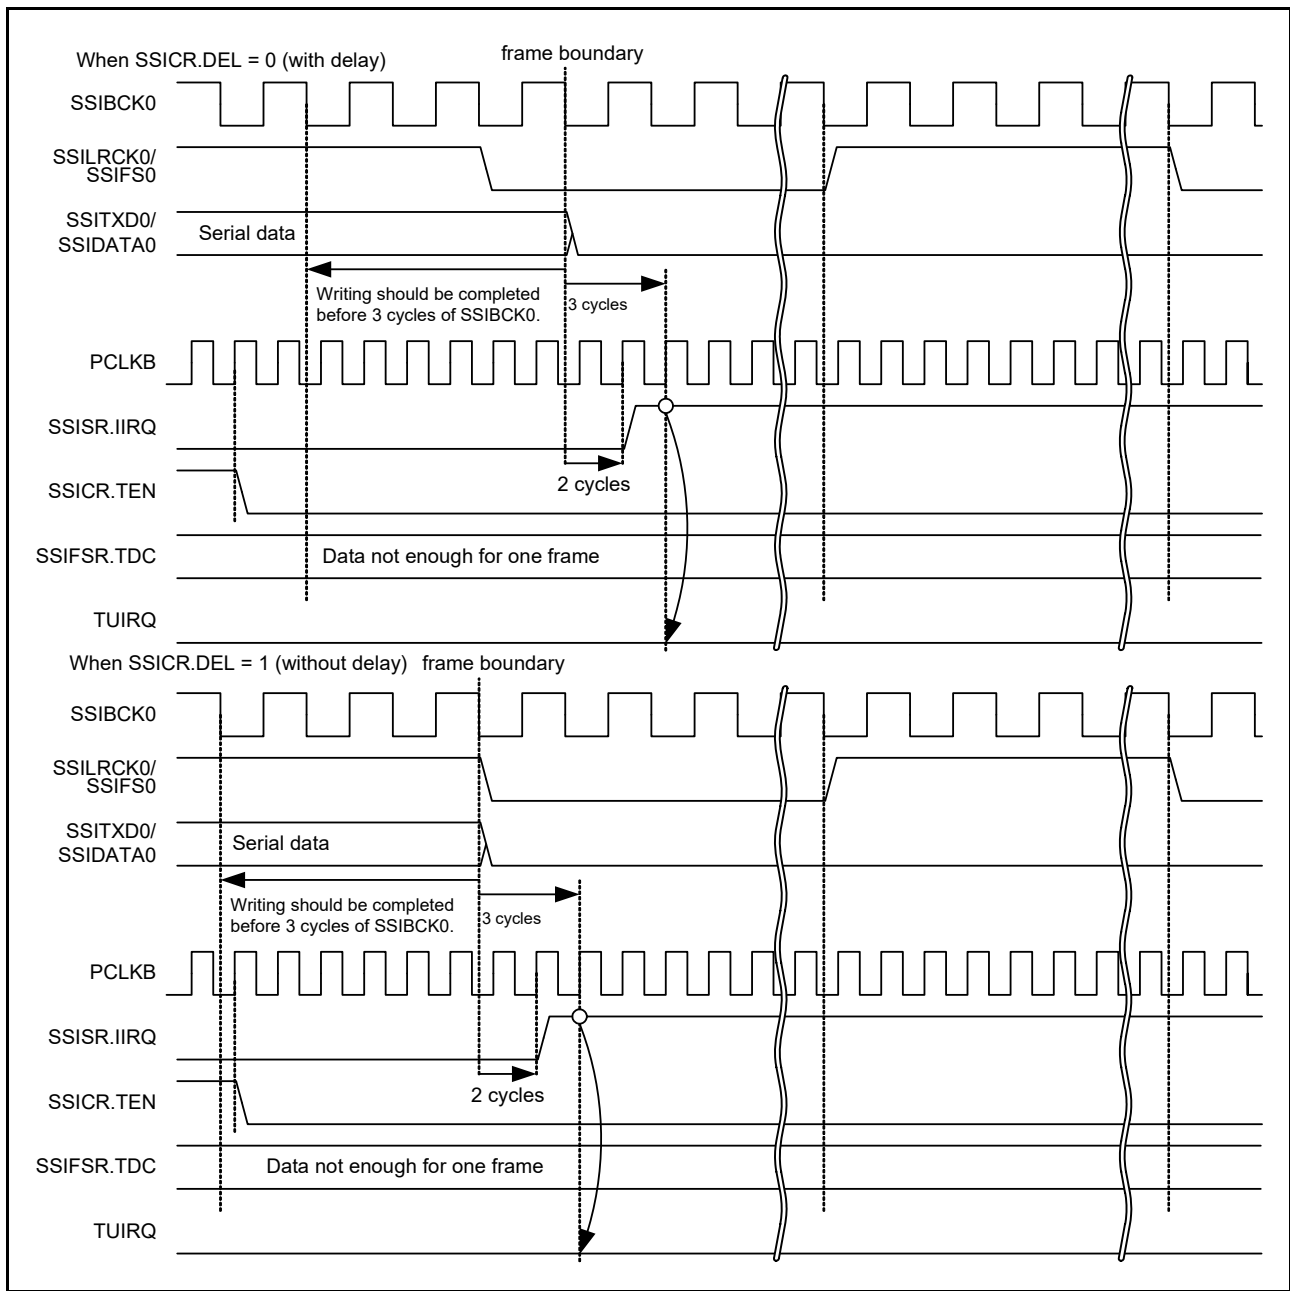 When SSICR.DEL = 0 (with delay)
frame boundary
SSIBCK0
SSILRCK0/
SSIFS0
SSITXD0/
SSIDATA0
Serial data
Writing should be completed
before 3 cycles of SSIBCK0.
3 cycles
PCLKB
SSISR.IIRQ
2 cycles
SSICR.TEN
SSIFSR.TDC
Data not enough for one frame
TUIRQ
When SSICR.DEL = 1 (without delay)
frame boundary
SSIBCK0
SSILRCK0/
SSIFS0
SSITXD0/
SSIDATA0
Serial data
Writing should be completed
before 3 cycles of SSIBCK0.
3 cycles
PCLKB
SSISR.IIRQ
2 cycles
SSICR.TEN
SSIFSR.TDC
Data not enough for one frame
TUIRQ